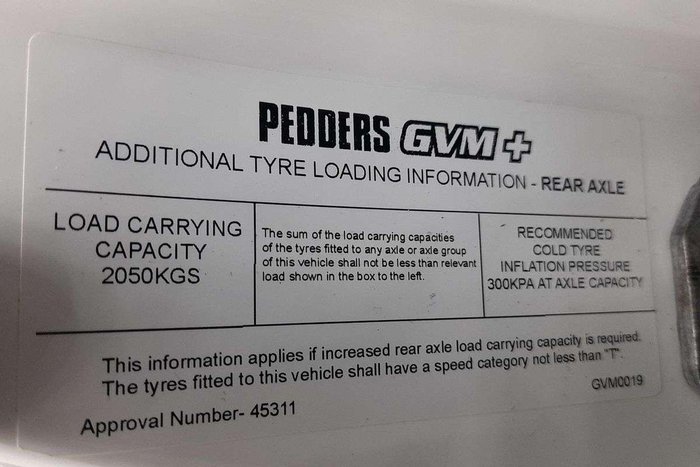 PEDDERS GVM+
ADDITIONAL TYRE LOADING INFORMATION - REAR AXLE
LOAD CARRYING
CAPACITY
2050KGS
The sum of the load carrying capacities
of the tyres fitted to any axle or axle group
of this vehicle shall not be less than relevant
load shown in the box to the left.
RECOMMENDED
COLD TYRE
INFLATION PRESSURE
300KPA AT AXLE CAPACITY
This information applies if increased rear axle load carrying capacity is required.
The tyres fitted to this vehicle shall have a speed category not less than "T".
GVM0019
Approval Number- 45311